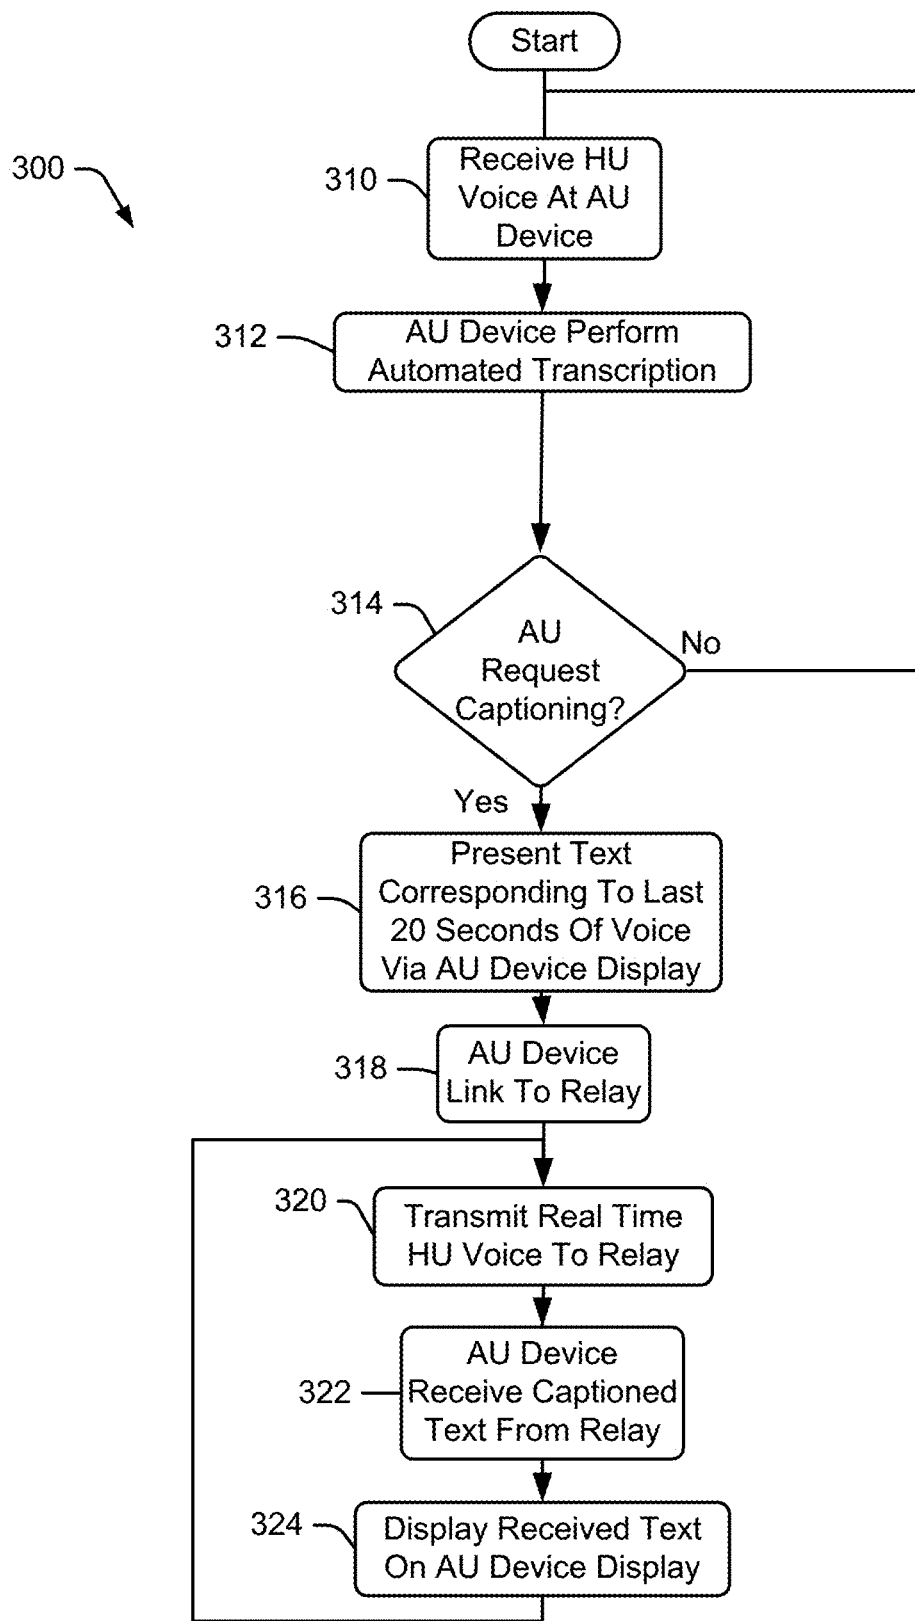 Start
300
310
Receive HU
Voice At AU
Device
312
AU Device Perform
Automated Transcription
314
AU
Request
Captioning?
No
Yes
316
Present Text
Corresponding To Last
20 Seconds Of Voice
Via AU Device Display
318
AU Device
Link To Relay
320
Transmit Real Time
HU Voice To Relay
322
AU Device
Receive Captioned
Text From Relay
324
Display Received Text
On AU Device Display